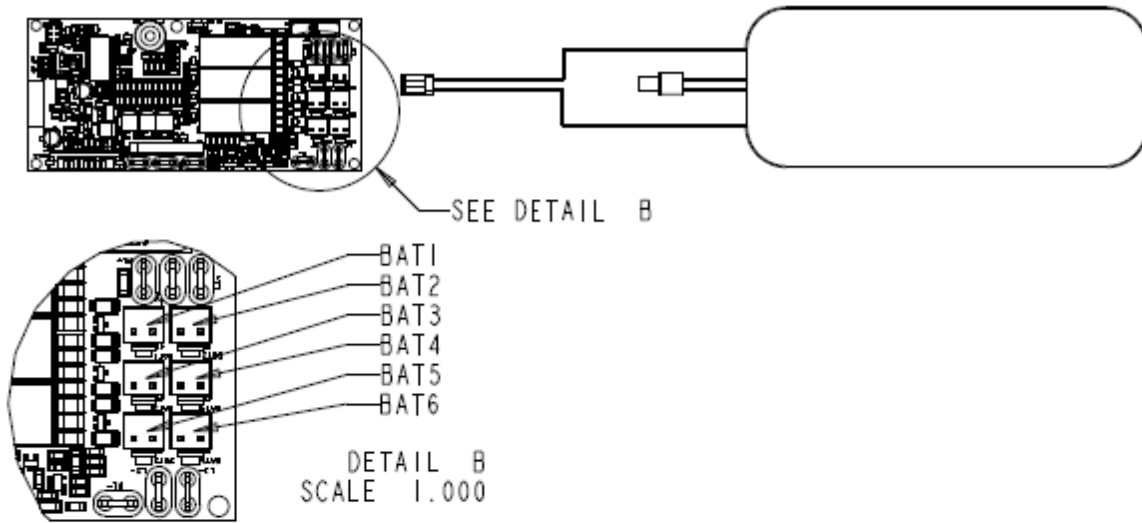 SEE DETAIL B
BAT1
BAT2
BAT3
BAT4
BAT5
BAT6
DETAIL B
SCALE 1.000